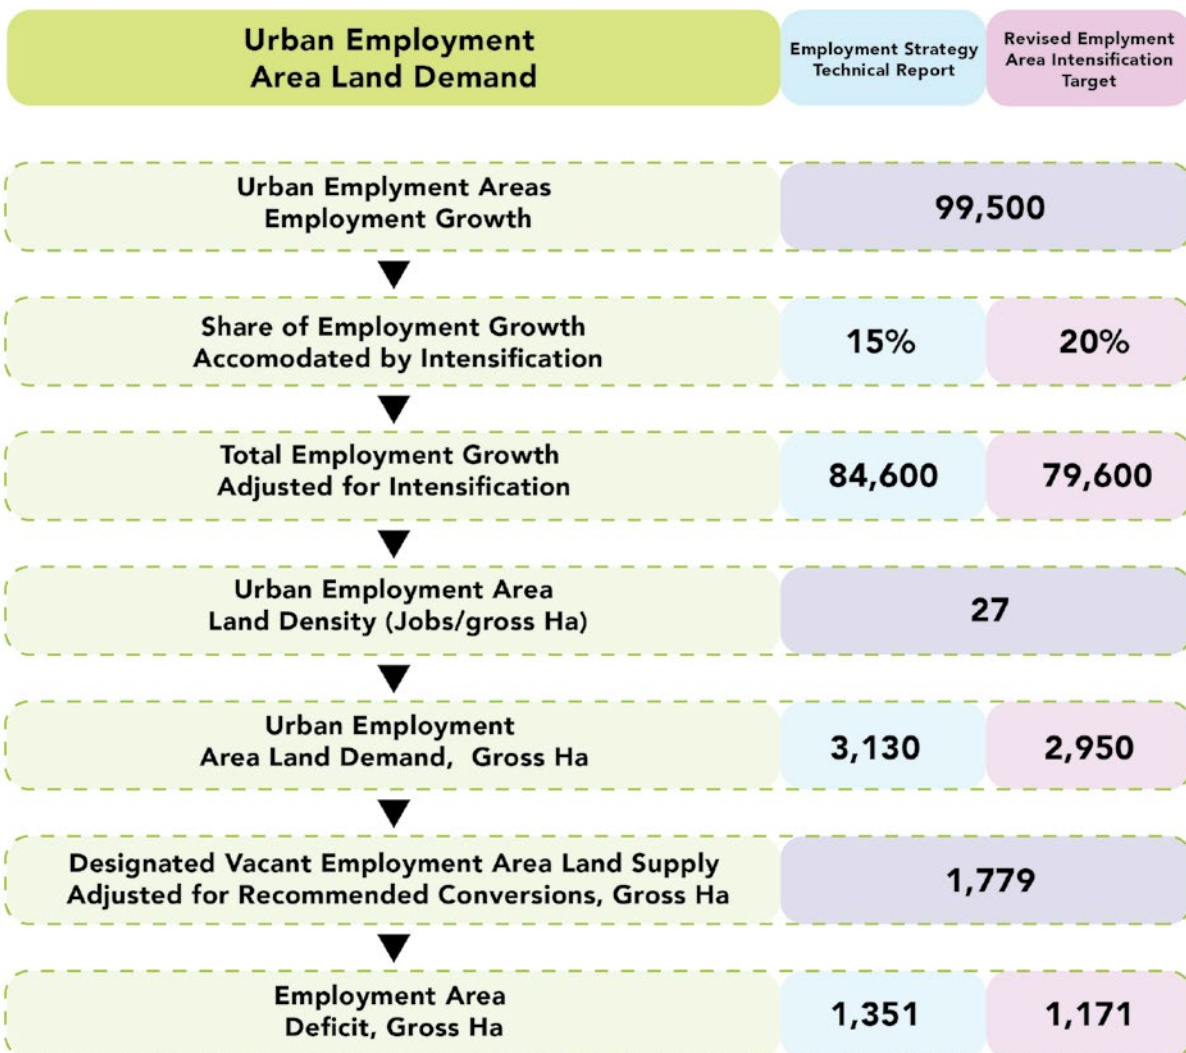 Urban Employment
Area Land Demand
Employment Strategy
Technical Report
Revised Emplyment
Area Intensification
Target
Urban Emplyment Areas
Employment Growth
99,500
Share of Employment Growth
Accomodated by Intensification
15%
20%
Total Employment Growth
Adjusted for Intensification
84,600
79,600
Urban Employment Area
Land Density (Jobs/gross Ha)
27
Urban Employment
Area Land Demand, Gross Ha
3,130
2,950
Designated Vacant Employment Area Land Supply
Adjusted for Recommended Conversions, Gross Ha
1,779
Employment Area
Deficit, Gross Ha
1,351
1,171